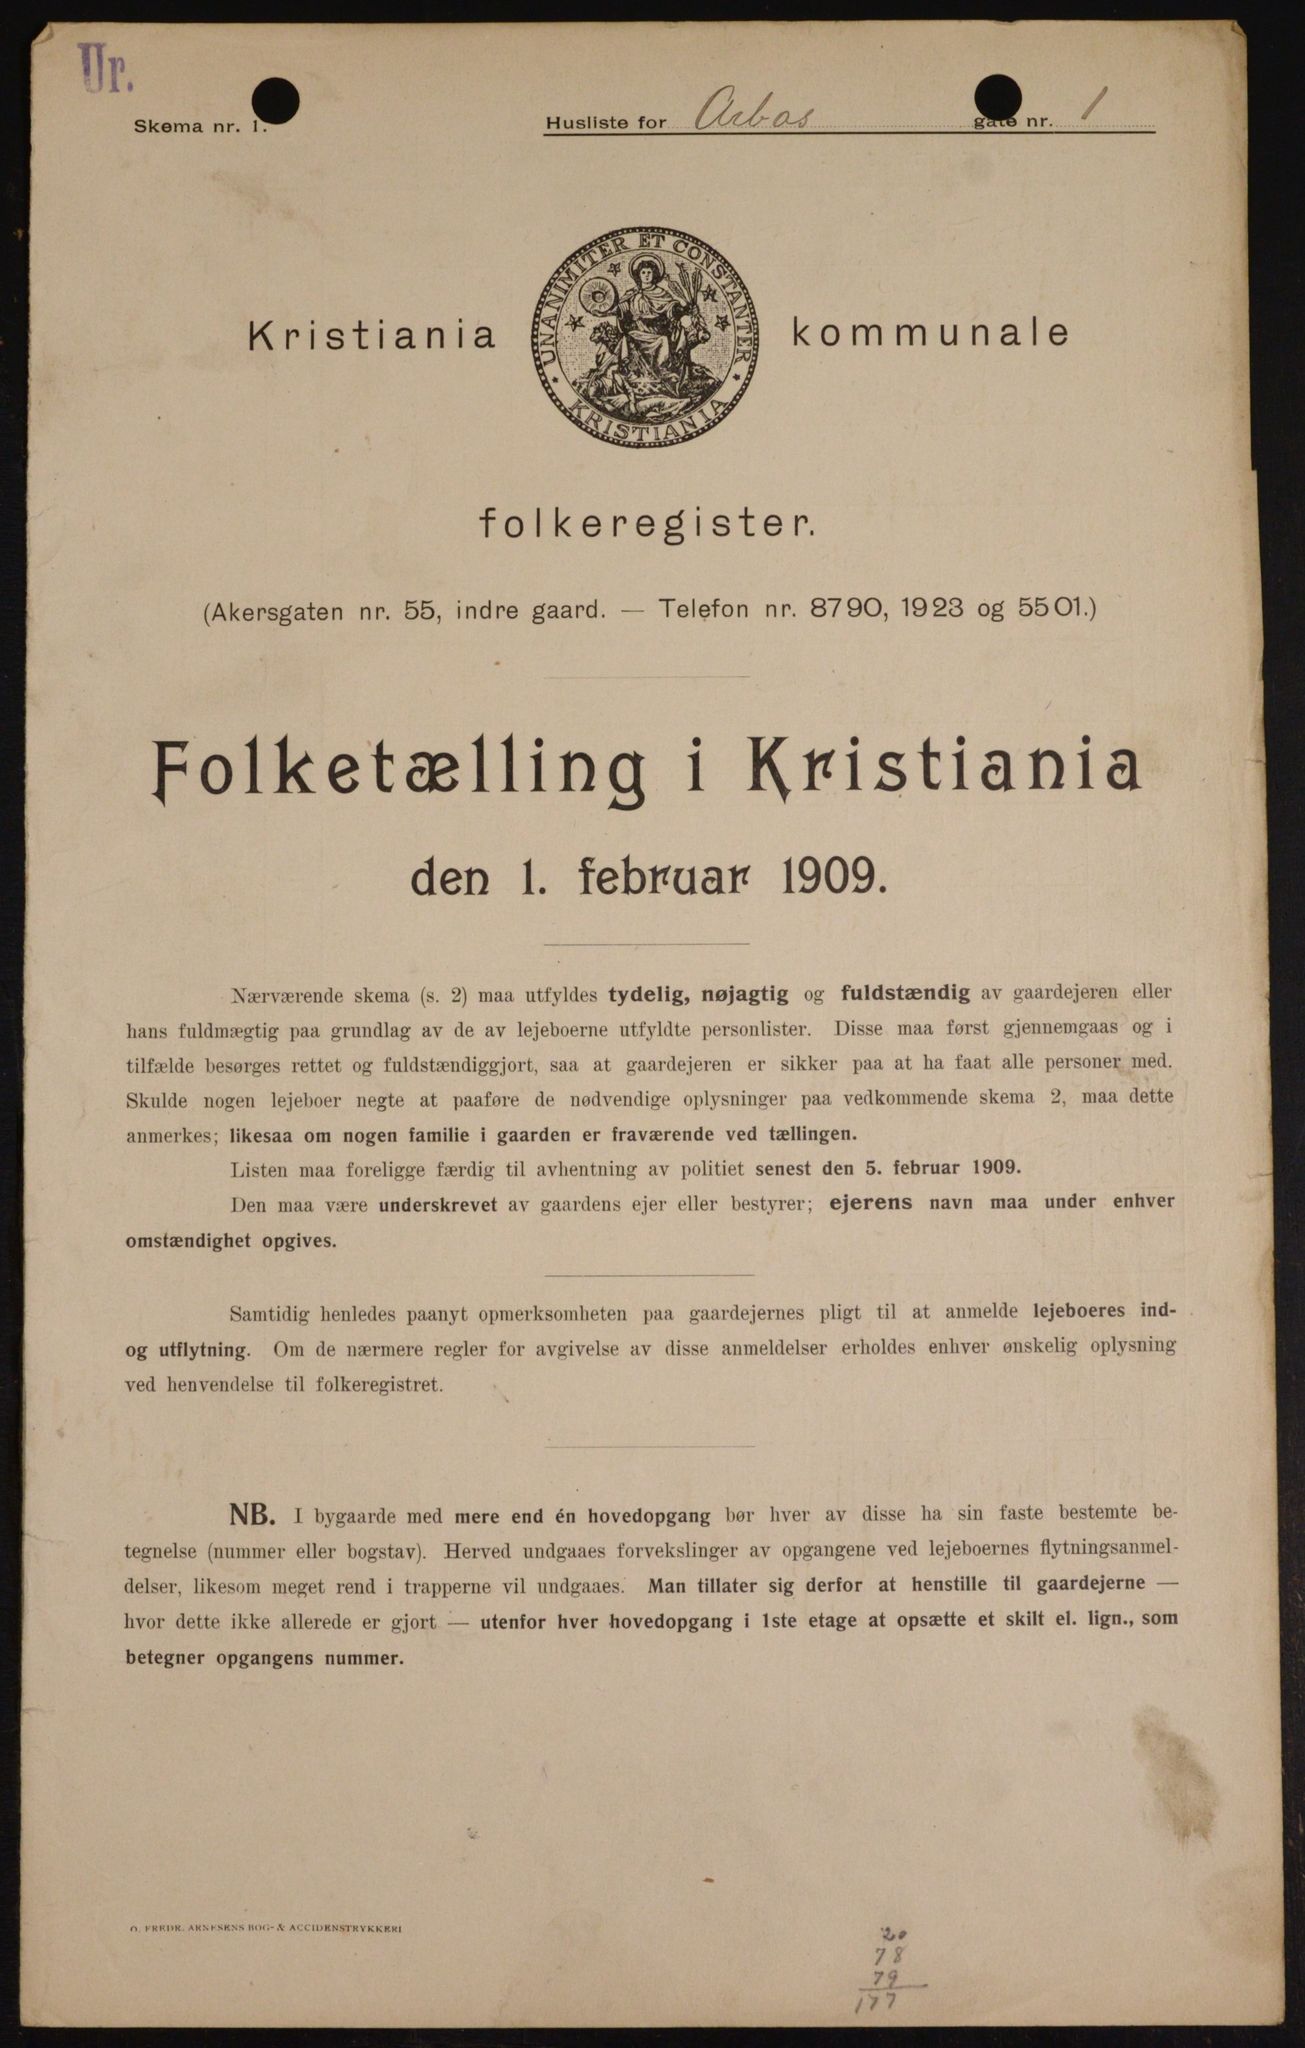 Ur.
Skema nr. 1.
Husliste for Arbos gate nr. 1
UNANIMITER ET CONSTANTER
KRISTIANIA
Kristiania kommunale
folkeregister.
(Akersgaten nr. 55, indre gaard. — Telefon nr. 8790, 1923 og 5501.)
Folketælling i Kristiania
den 1. februar 1909.
Nærværende skema (s. 2) maa utfyldes tydelig, nøjagtig og fuldstændig av gaardejeren eller
hans fuldmægtig paa grundlag av de av lejeboerne utfyldte personlister. Disse maa først gjennemgaas og i
tilfælde besørges rettet og fuldstændiggjort, saa at gaardejeren er sikker paa at ha faat alle personer med.
Skulde nogen lejeboer negte at paaføre de nødvendige oplysninger paa vedkommende skema 2, maa dette
anmerkes; likesaa om nogen familie i gaarden er fraværende ved tællingen.
Listen maa foreligge færdig til avhentning av politiet senest den 5. februar 1909.
Den maa være underskrevet av gaardens ejer eller bestyrer; ejerens navn maa under enhver
omstændighet opgives.
Samtidig henledes paanyt opmerksomheten paa gaardejernes pligt til at anmelde lejeboeres ind-
og utflytning. Om de nærmere regler for avgivelse av disse anmeldelser erholdes enhver ønskelig oplysning
ved henvendelse til folkeregistret.
NB. I bygaarde med mere end én hovedopgang bør hver av disse ha sin faste bestemte be-
tegnelse (nummer eller bogstav). Herved undgaaes forvekslinger av opgangene ved lejeboernes flytningsanmel-
delser, likesom meget rend i trapperne vil undgaaes. Man tillater sig derfor at henstille til gaardejerne —
hvor dette ikke allerede er gjort — utenfor hver hovedopgang i 1ste etage at opsætte et skilt el. lign., som
betegner opgangens nummer.
O. FREDR. ARNESENS BOG- & ACCIDENSTRYKKERI
20
78
79
177